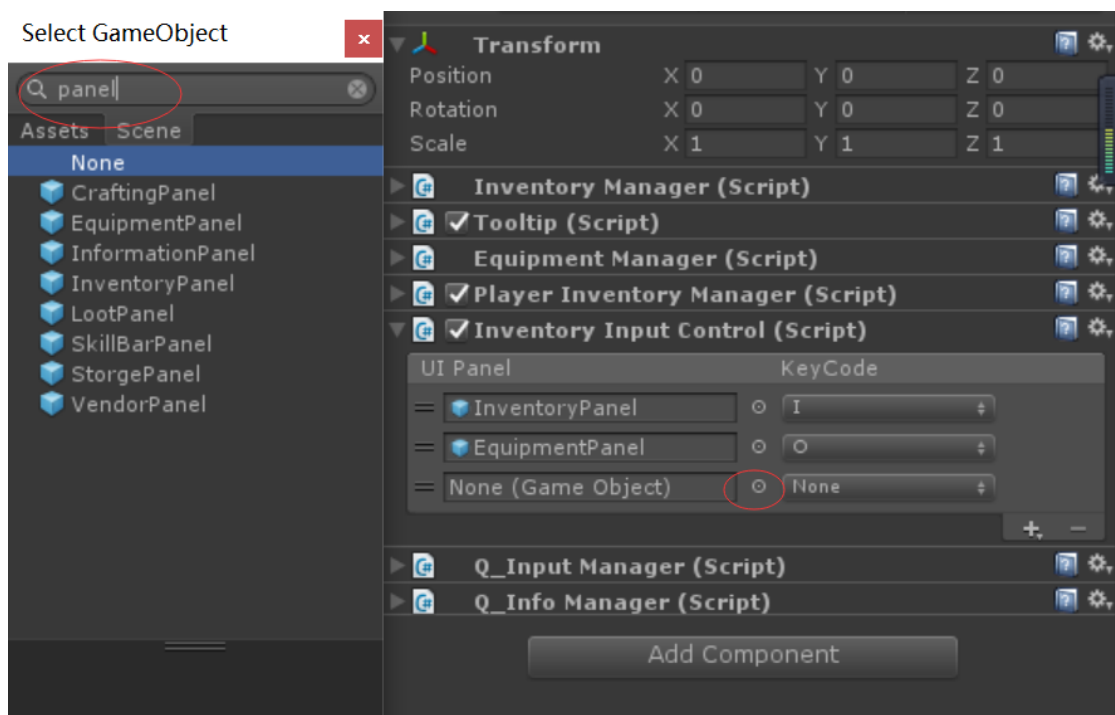 Select GameObject
x
panel
Assets Scene
None
CraftingPanel
EquipmentPanel
InformationPanel
InventoryPanel
LootPanel
SkillBarPanel
StorgePanel
VendorPanel
Transform
Position X 0 Y 0 Z 0
Rotation X 0 Y 0 Z 0
Scale X 1 Y 1 Z 1
Inventory Manager (Script)
Tooltip (Script)
Equipment Manager (Script)
Player Inventory Manager (Script)
Inventory Input Control (Script)
UI Panel KeyCode
InventoryPanel I
EquipmentPanel O
None (Game Object) None
Q_Input Manager (Script)
Q_Info Manager (Script)
Add Component